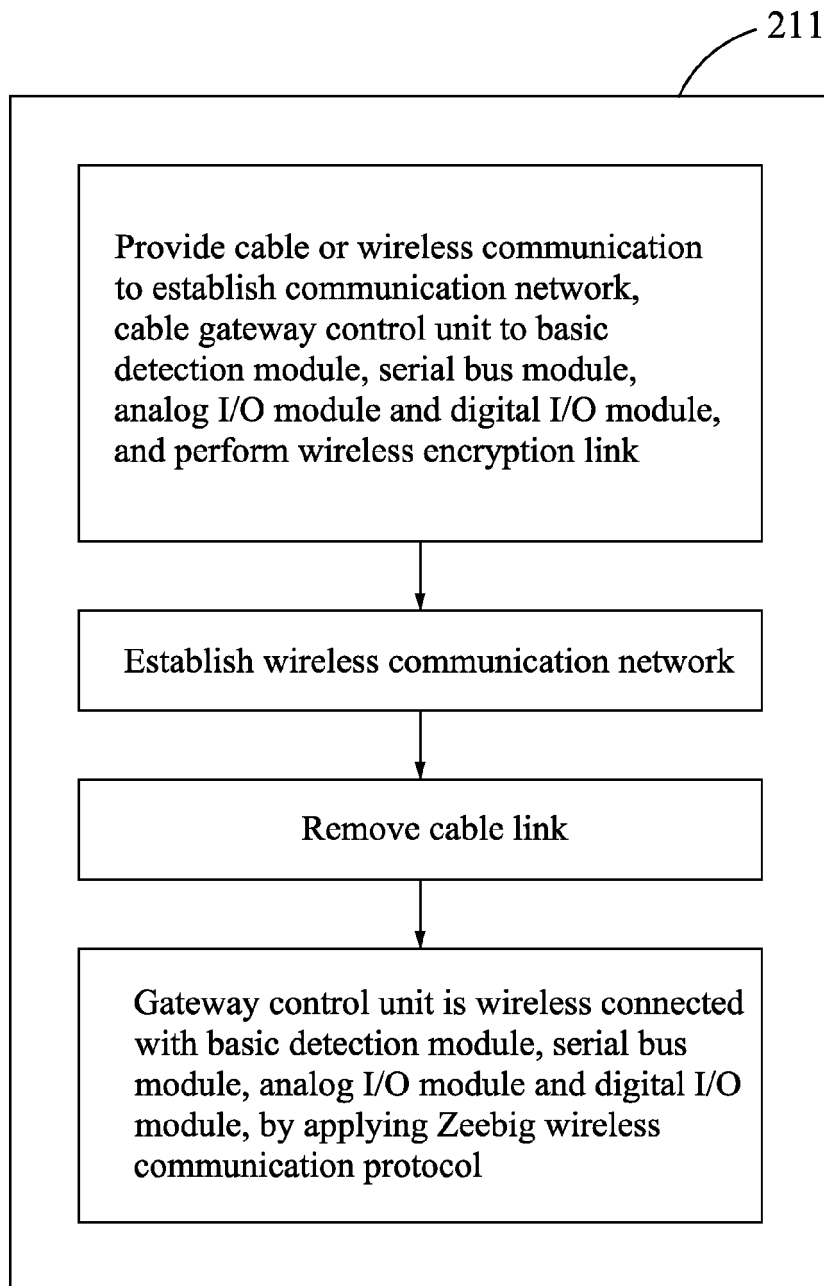 211
Provide cable or wireless communication
to establish communication network,
cable gateway control unit to basic
detection module, serial bus module,
analog I/O module and digital I/O module,
and perform wireless encryption link
Establish wireless communication network
Remove cable link
Gateway control unit is wireless connected
with basic detection module, serial bus
module, analog I/O module and digital I/O
module, by applying Zeebig wireless
communication protocol